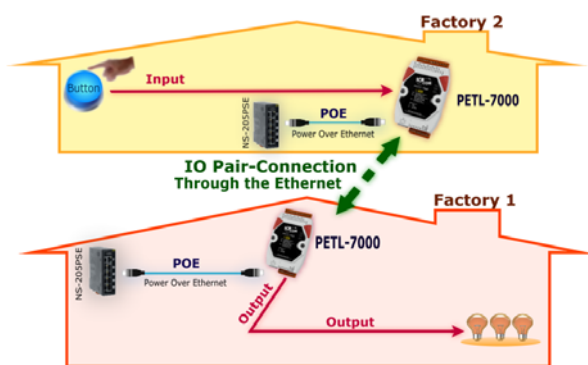 Factory 2
Button
Input
PETL-7000
NS-205PSE
POE
Power Over Ethernet
IO Pair-Connection
Through the Ethernet
Factory 1
PETL-7000
NS-205PSE
POE
Power Over Ethernet
Output
Output